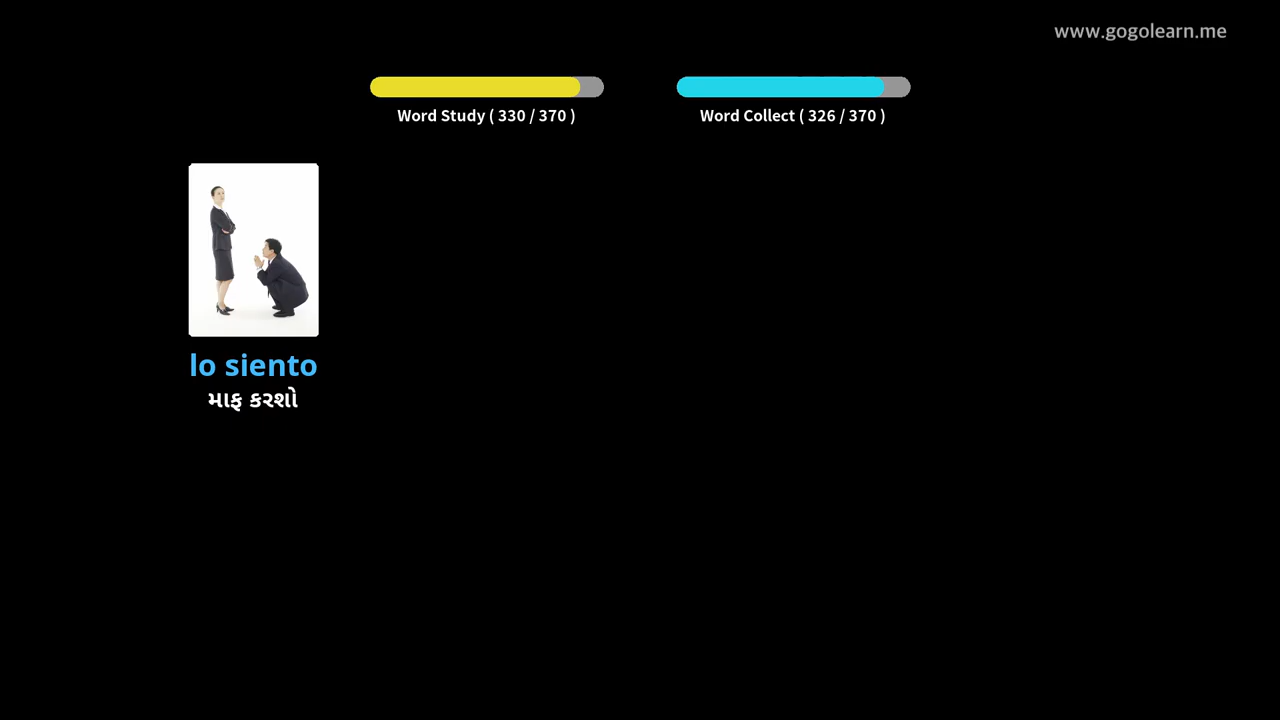 www.gogolearn.me
Word Study ( 330 / 370 )
Word Collect ( 326 / 370 )
lo siento
માફ કરશો